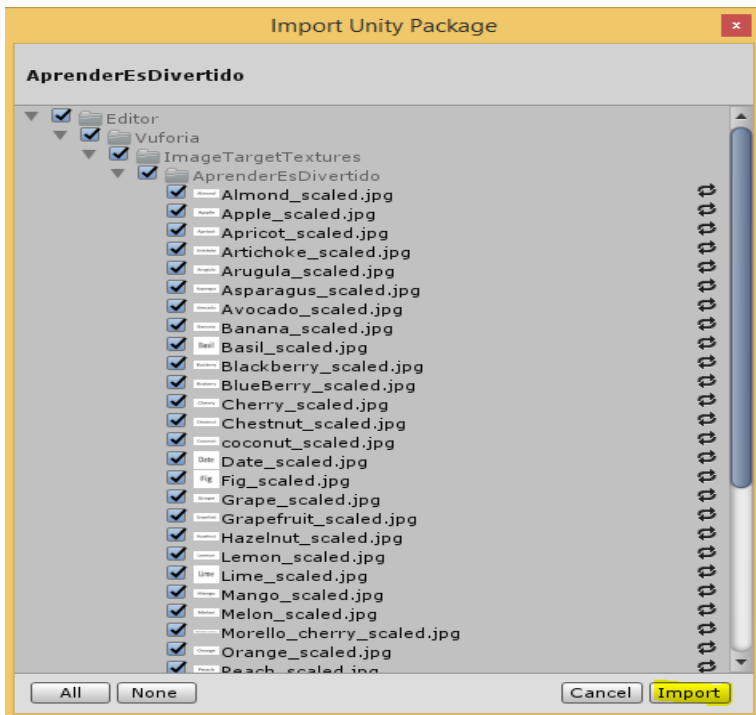 Import Unity Package
x
AprenderEsDivertido
Editor
Vuforia
ImageTargetTextures
AprenderEsDivertido
Almond_scaled.jpg
Apple_scaled.jpg
Apricot_scaled.jpg
Artichoke_scaled.jpg
Arugula_scaled.jpg
Asparagus_scaled.jpg
Avocado_scaled.jpg
Banana_scaled.jpg
Basil Basil_scaled.jpg
Blackberry_scaled.jpg
BlueBerry_scaled.jpg
Cherry_scaled.jpg
Chestnut_scaled.jpg
coconut_scaled.jpg
Date Date_scaled.jpg
Fig Fig_scaled.jpg
Grape_scaled.jpg
Grapefruit_scaled.jpg
Hazelnut_scaled.jpg
Lemon_scaled.jpg
Lime Lime_scaled.jpg
Mango_scaled.jpg
Melon_scaled.jpg
Morello_cherry_scaled.jpg
Orange_scaled.jpg
Peach_scaled.jpg
All None Cancel Import